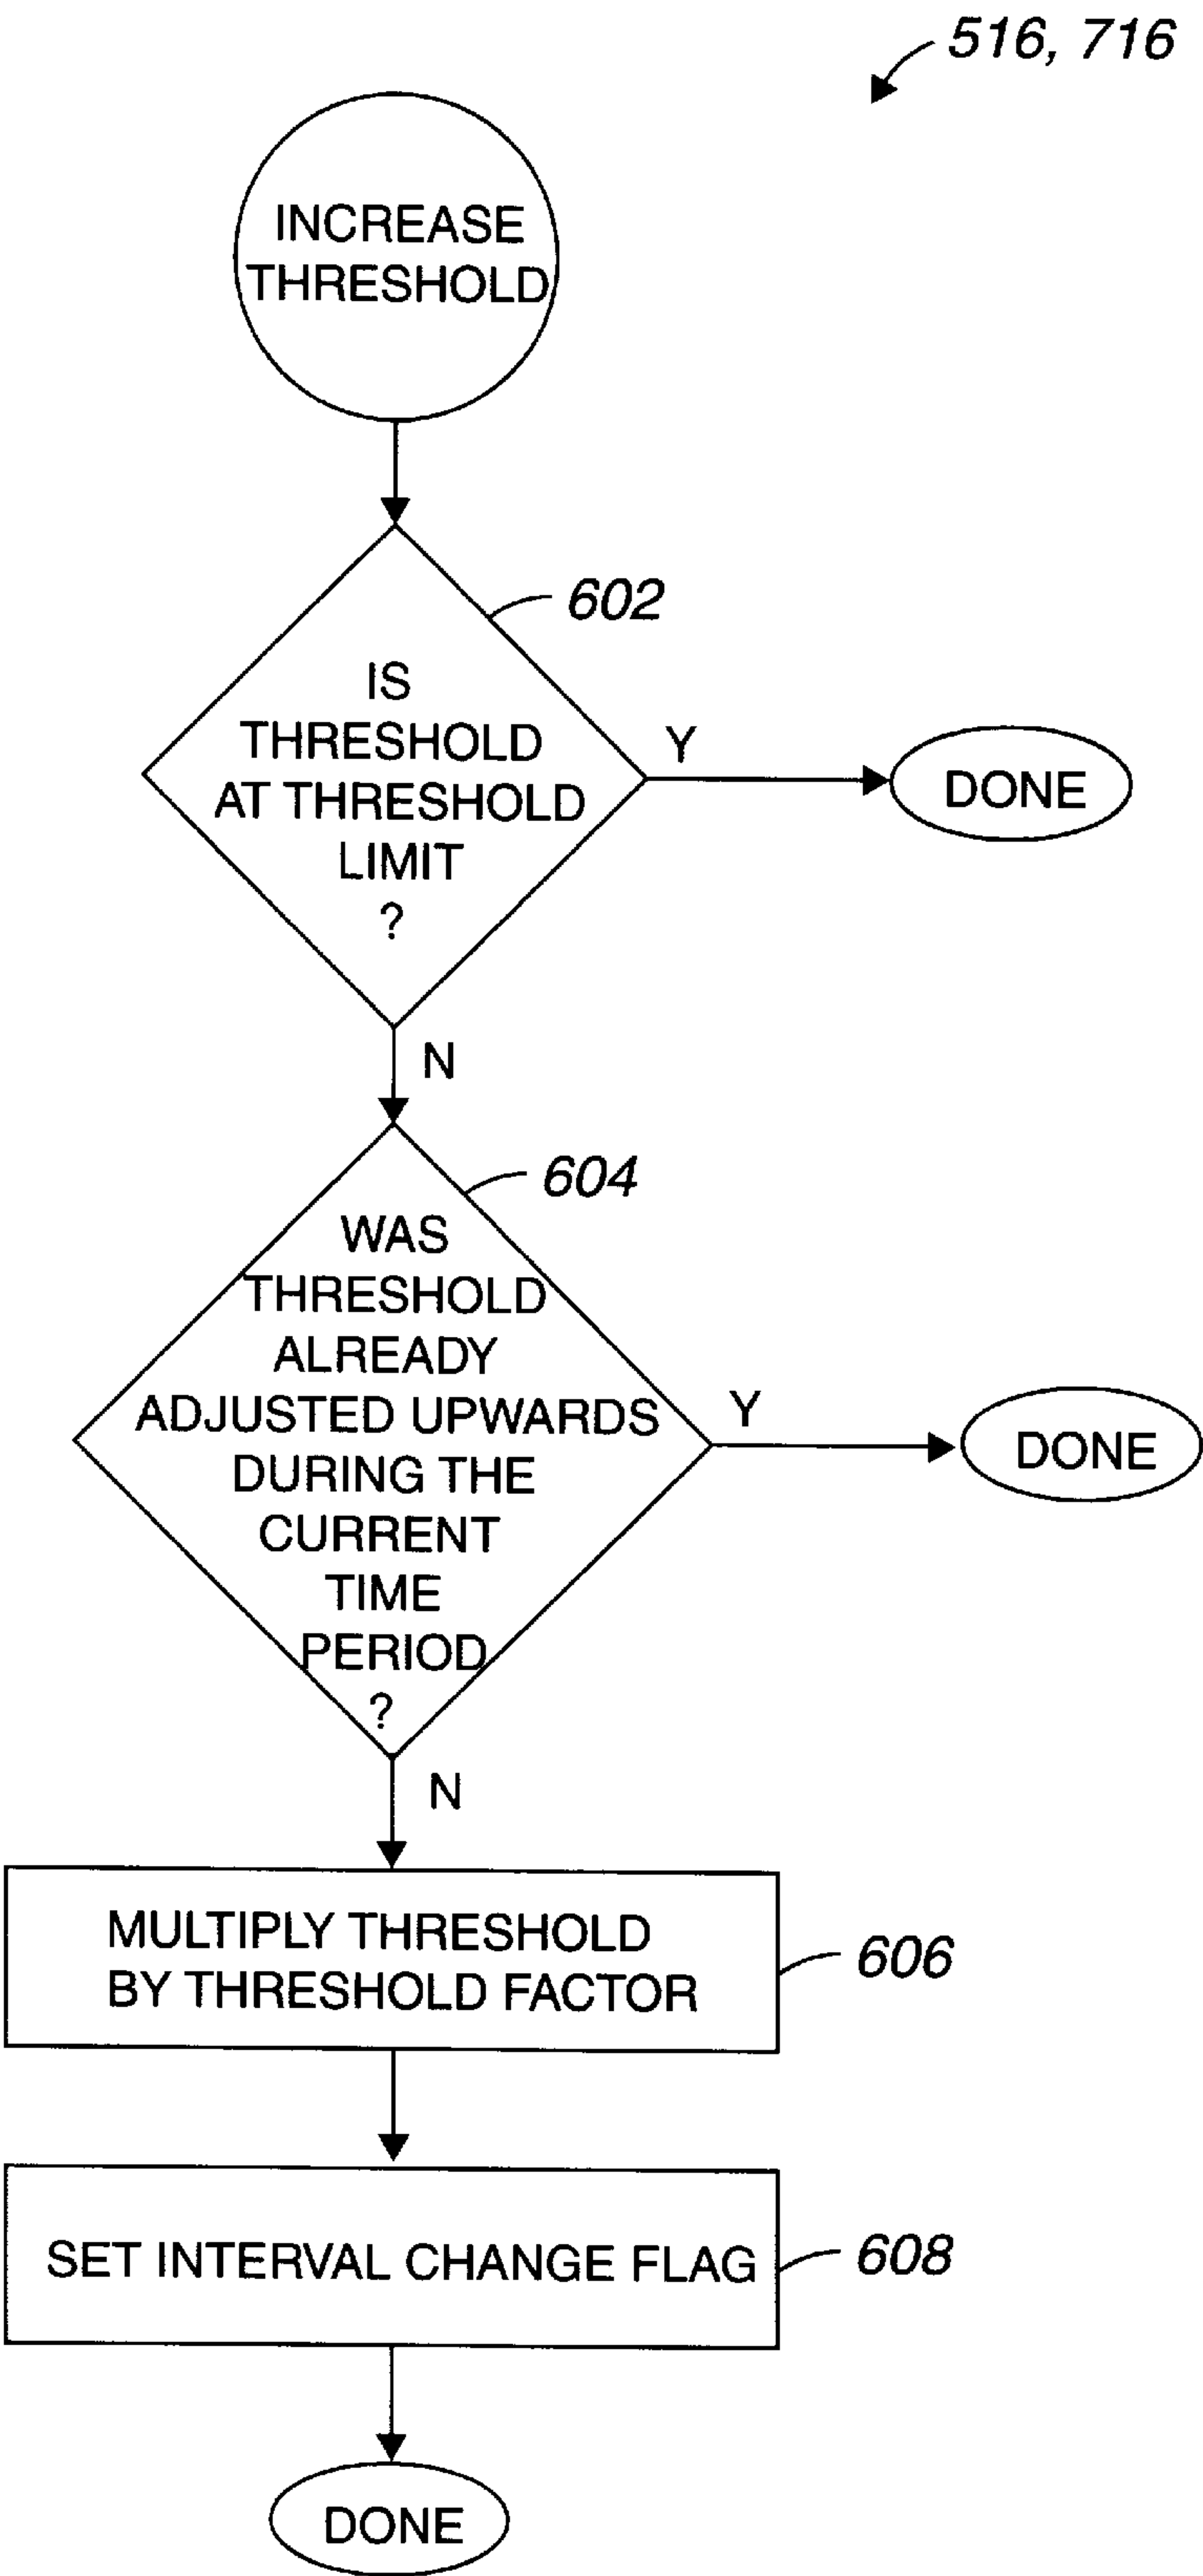 516, 716
INCREASE
THRESHOLD
602
IS
THRESHOLD
AT THRESHOLD
LIMIT
?
Y
DONE
N
604
WAS
THRESHOLD
ALREADY
ADJUSTED UPWARDS
DURING THE
CURRENT
TIME
PERIOD
?
Y
DONE
N
MULTIPLY THRESHOLD
BY THRESHOLD FACTOR
606
SET INTERVAL CHANGE FLAG
608
DONE